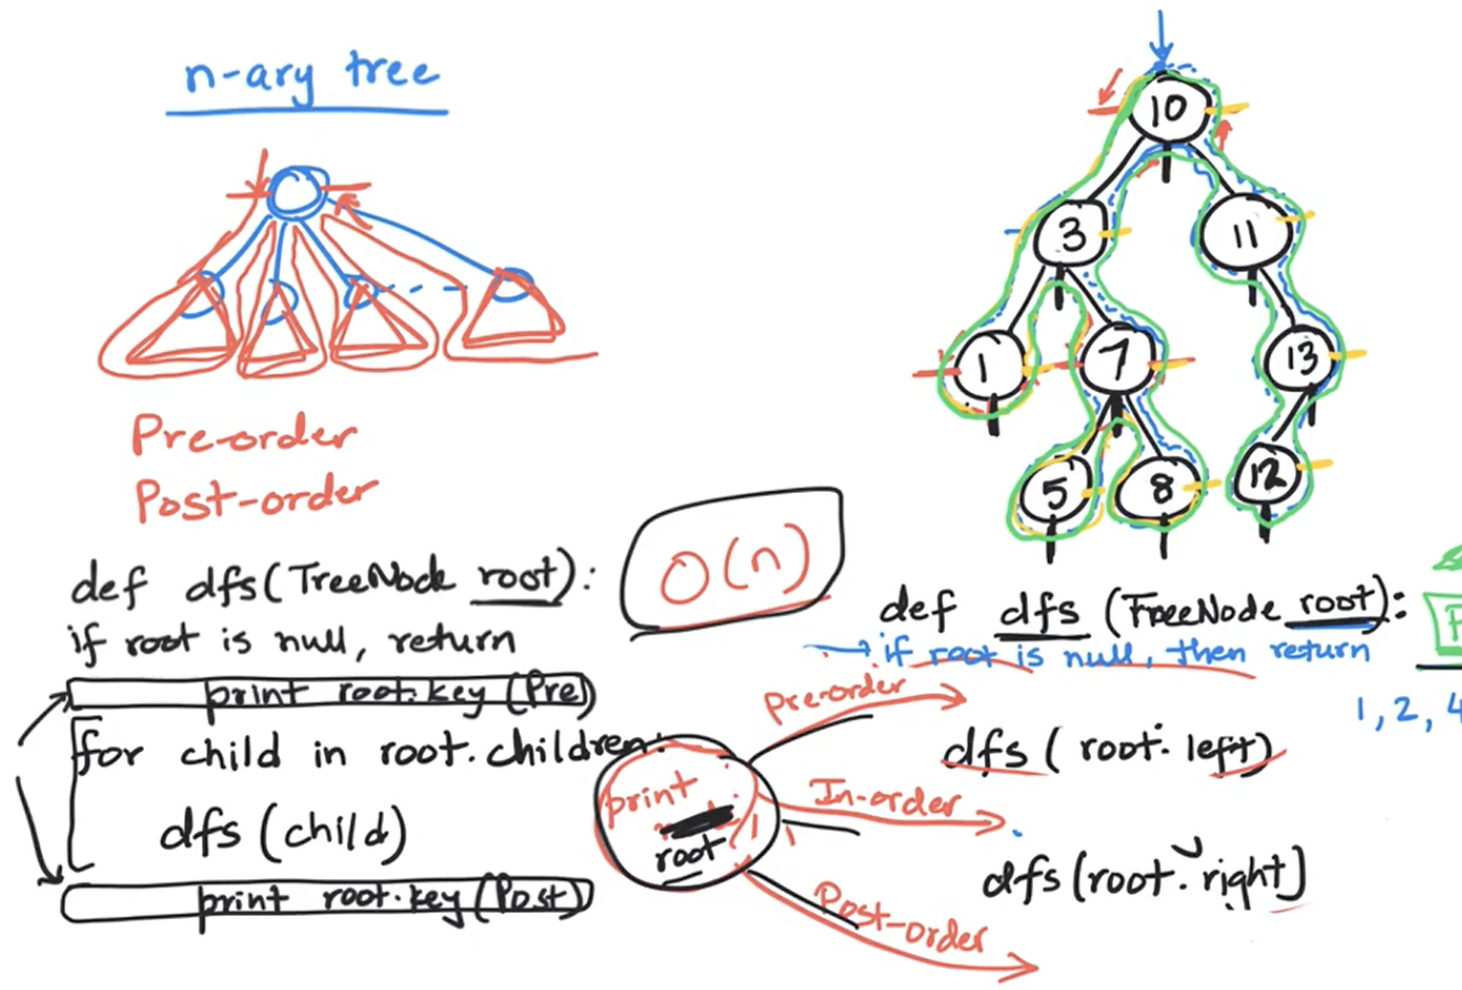 n-ary tree
Pre-order
Post-order
def dfs(TreeNode root):
if root is null, return
print root.key (Pre)
for child in root.children:
dfs (child)
print root.key (Post)
O(n)
10
3
11
1
7
13
5
8
12
def dfs (TreeNode root):
if root is null, then return
Pre-order
dfs ( root. left)
print
root
In-order
dfs (root. right)
Post-order
1, 2, 4